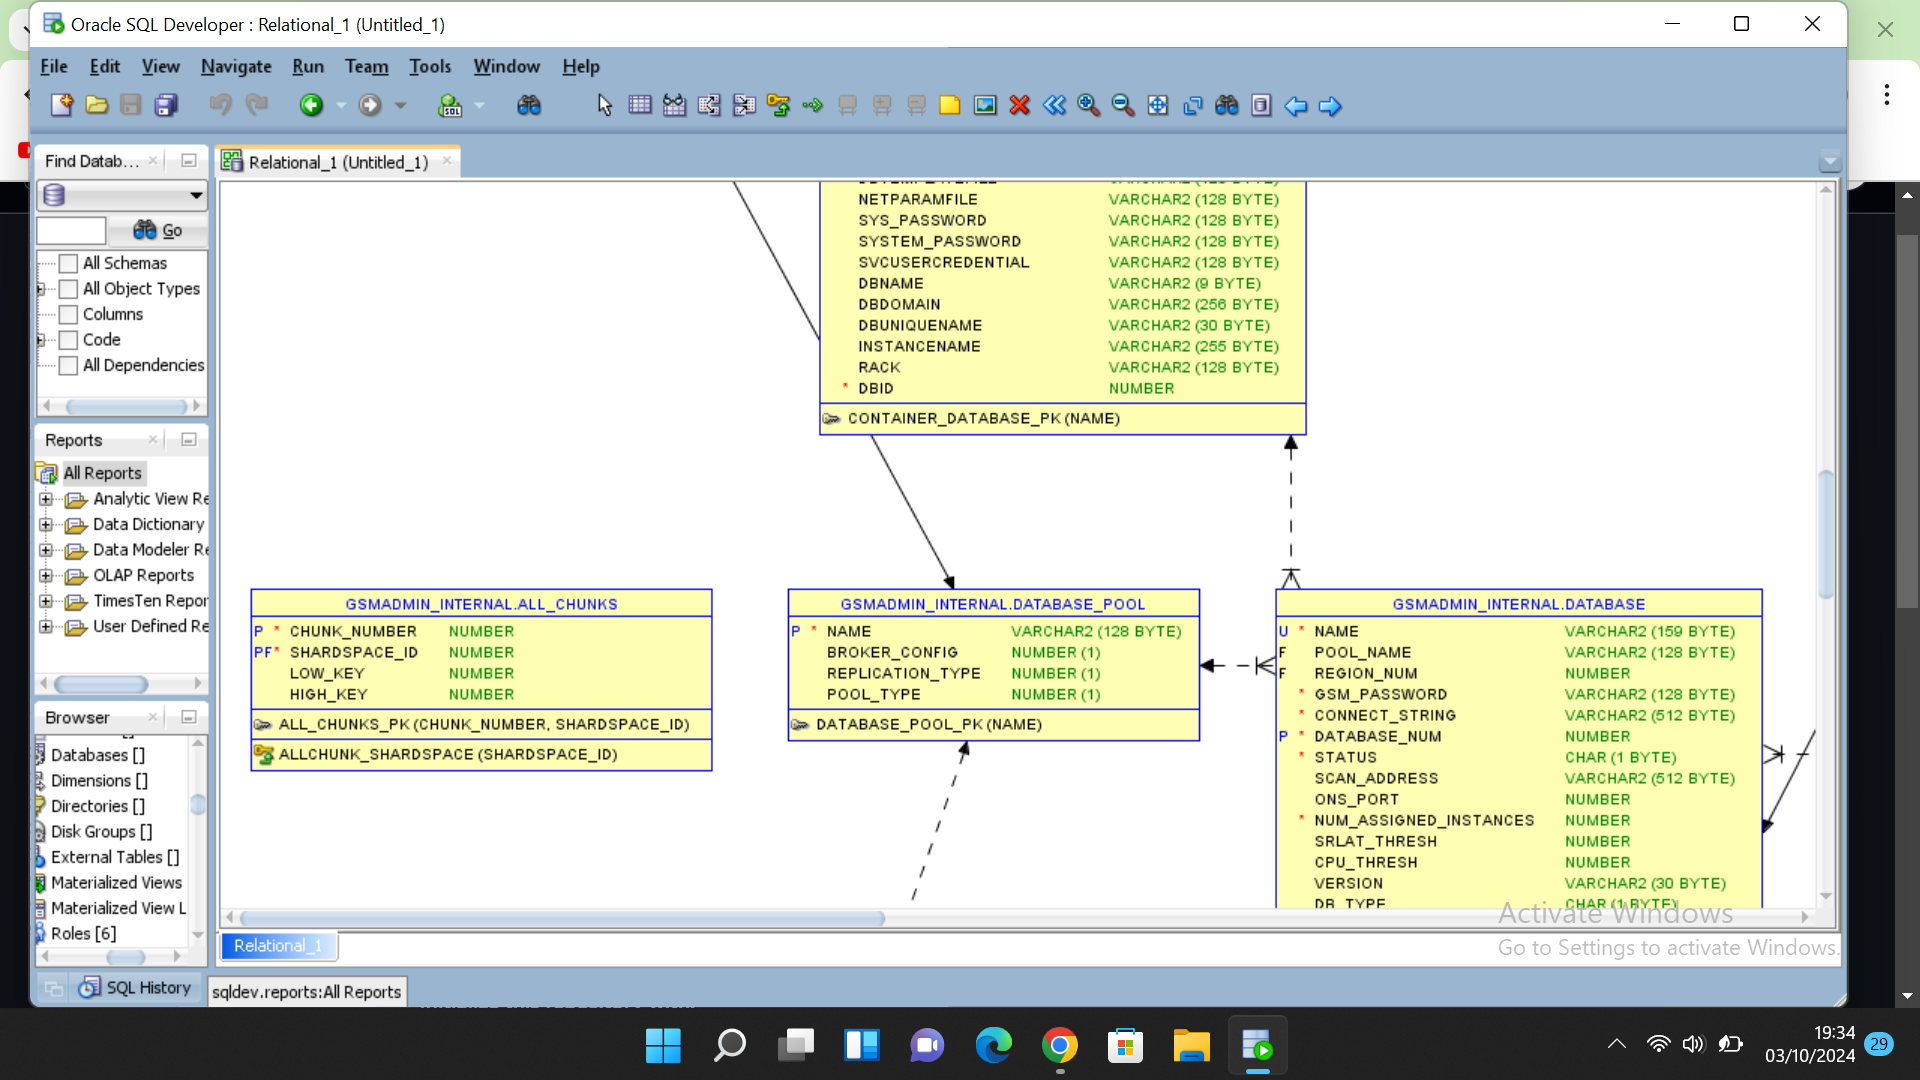 Oracle SQL Developer : Relational_1 (Untitled_1)
File Edit View Navigate Run Team Tools Window Help
Find Datab...
Relational_1 (Untitled_1)
Go
All Schemas
All Object Types
Columns
Code
All Dependencies
Reports
All Reports
Analytic View Re
Data Dictionary
Data Modeler Re
OLAP Reports
TimesTen Repor
User Defined Re
Browser
Databases []
Dimensions []
Directories []
Disk Groups []
External Tables []
Materialized Views
Materialized View L
Roles [6]
NETPARAMFILE VARCHAR2 (128 BYTE)
SYS_PASSWORD VARCHAR2 (128 BYTE)
SYSTEM_PASSWORD VARCHAR2 (128 BYTE)
SVCUSERCREDENTIAL VARCHAR2 (128 BYTE)
DBNAME VARCHAR2 (9 BYTE)
DBDOMAIN VARCHAR2 (256 BYTE)
DBUNIQUENAME VARCHAR2 (30 BYTE)
INSTANCENAME VARCHAR2 (255 BYTE)
RACK VARCHAR2 (128 BYTE)
* DBID NUMBER
CONTAINER_DATABASE_PK (NAME)
GSMADMIN_INTERNAL.ALL_CHUNKS
P * CHUNK_NUMBER NUMBER
PF* SHARDSPACE_ID NUMBER
LOW_KEY NUMBER
HIGH_KEY NUMBER
ALL_CHUNKS_PK (CHUNK_NUMBER, SHARDSPACE_ID)
ALLCHUNK_SHARDSPACE (SHARDSPACE_ID)
GSMADMIN_INTERNAL.DATABASE_POOL
P * NAME VARCHAR2 (128 BYTE)
BROKER_CONFIG NUMBER (1)
REPLICATION_TYPE NUMBER (1)
POOL_TYPE NUMBER (1)
DATABASE_POOL_PK (NAME)
GSMADMIN_INTERNAL.DATABASE
U * NAME VARCHAR2 (159 BYTE)
F POOL_NAME VARCHAR2 (128 BYTE)
F REGION_NUM NUMBER
* GSM_PASSWORD VARCHAR2 (128 BYTE)
* CONNECT_STRING VARCHAR2 (512 BYTE)
P * DATABASE_NUM NUMBER
* STATUS CHAR (1 BYTE)
SCAN_ADDRESS VARCHAR2 (512 BYTE)
ONS_PORT NUMBER
* NUM_ASSIGNED_INSTANCES NUMBER
SRLAT_THRESH NUMBER
CPU_THRESH NUMBER
VERSION VARCHAR2 (30 BYTE)
DB_TYPE CHAR (1 BYTE)
Activate Windows
Go to Settings to activate Windows.
Relational_1
SQL History
sqldev.reports:All Reports
19:34
03/10/2024
29